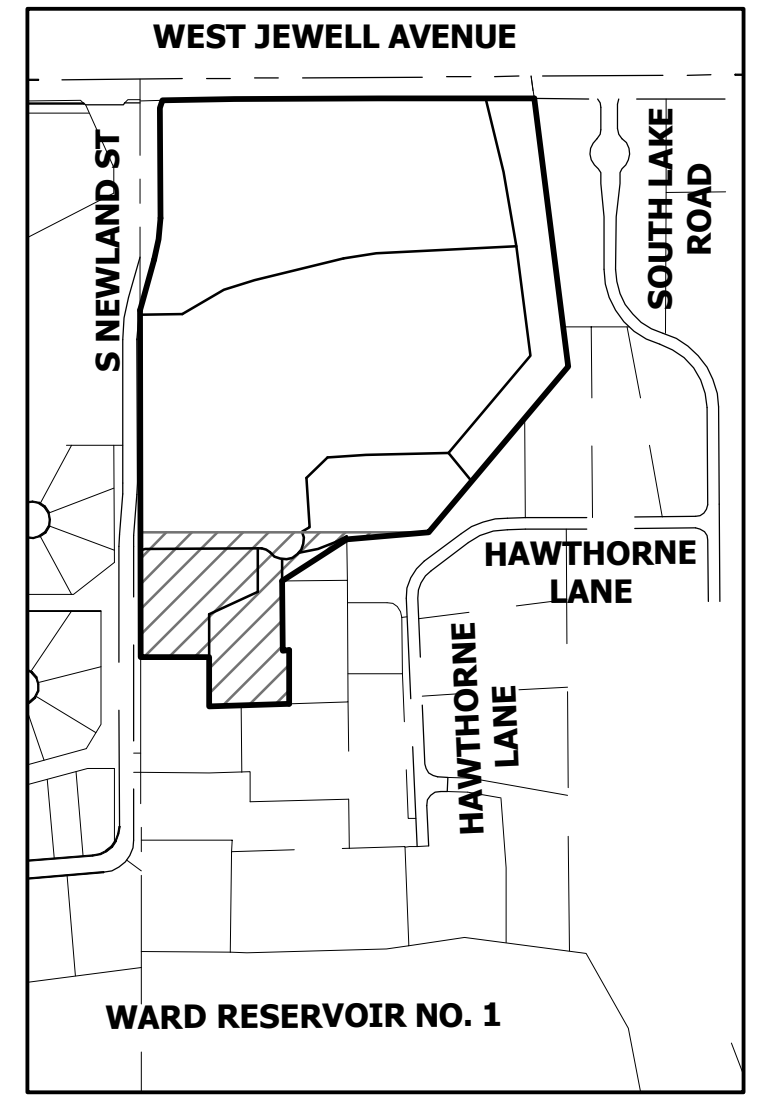 WEST JEWELL AVENUE
S NEWLAND ST
SOUTH LAKE
ROAD
HAWTHORNE
LANE
HAWTHORNE
LANE
WARD RESERVOIR NO. 1